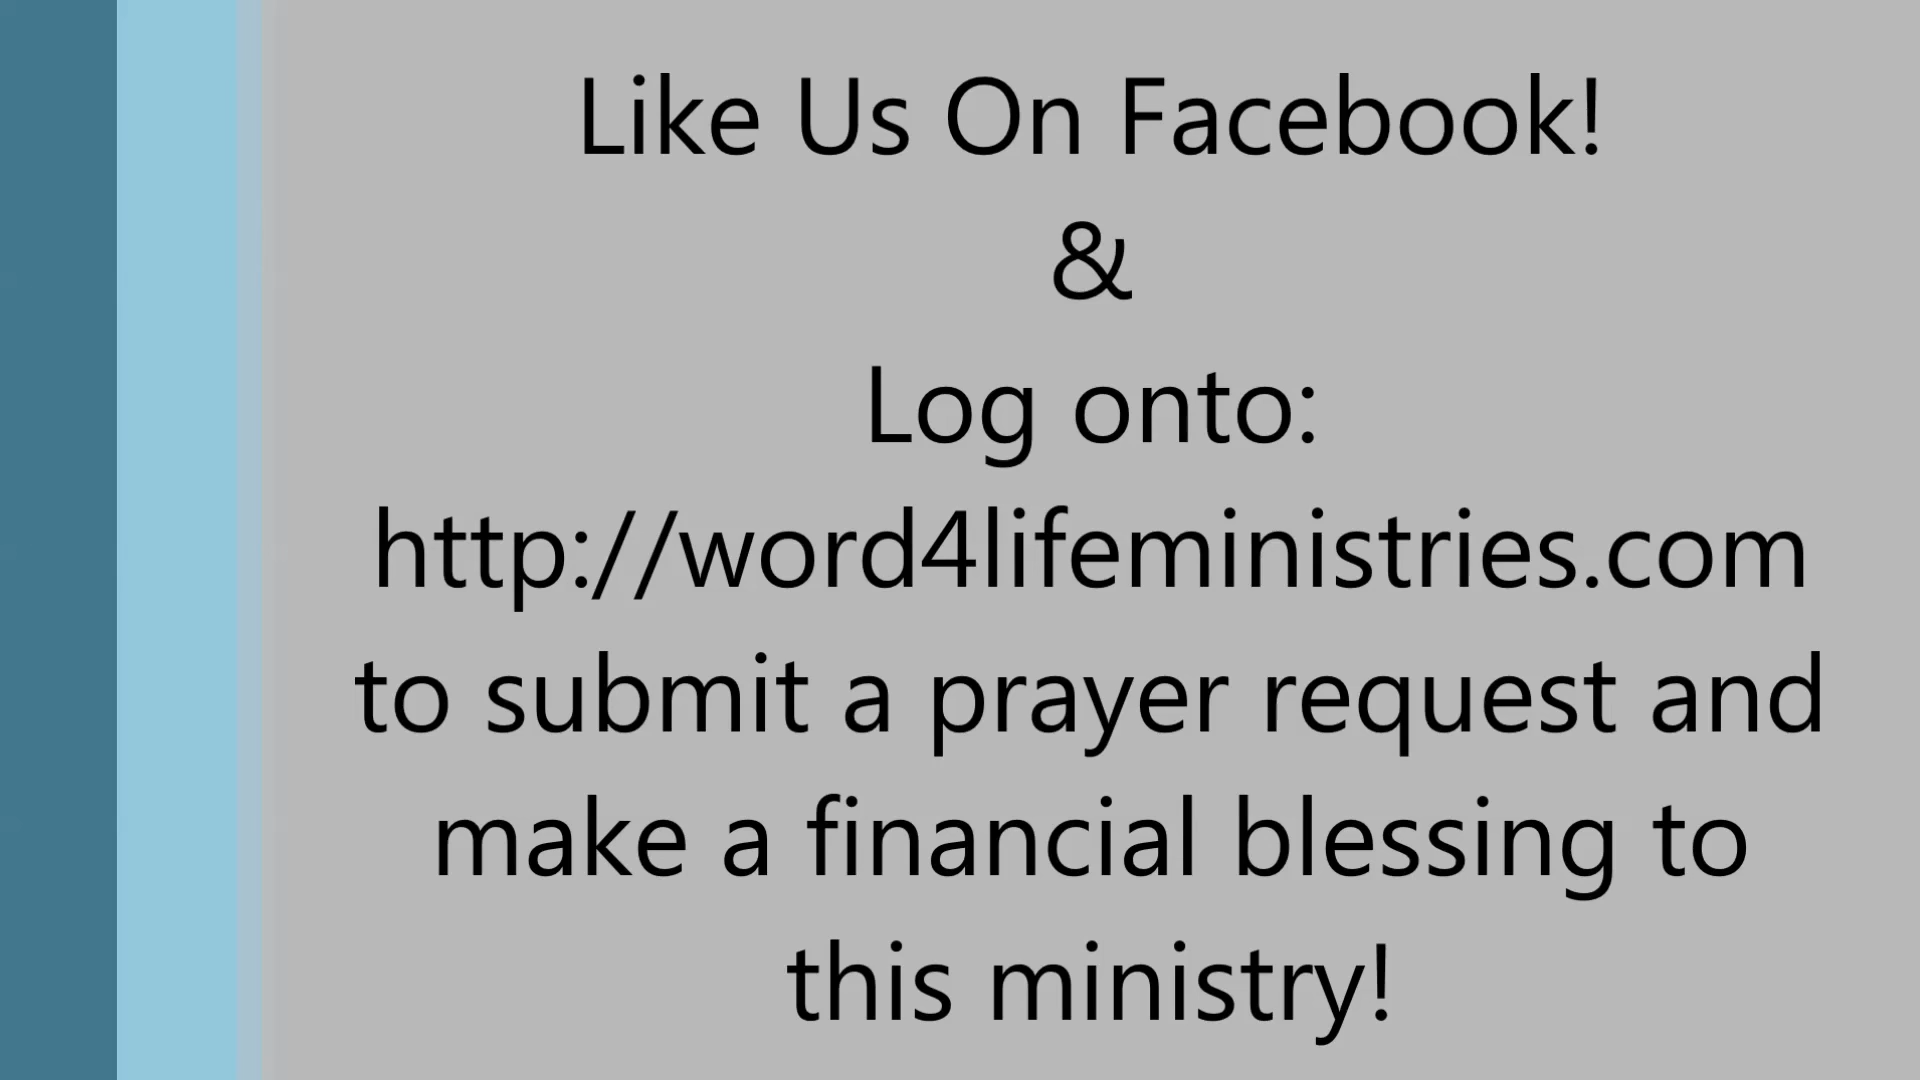 Like Us On Facebook!
&
Log onto:
http://word4lifeministries.com
to submit a prayer request and
make a financial blessing to
this ministry!